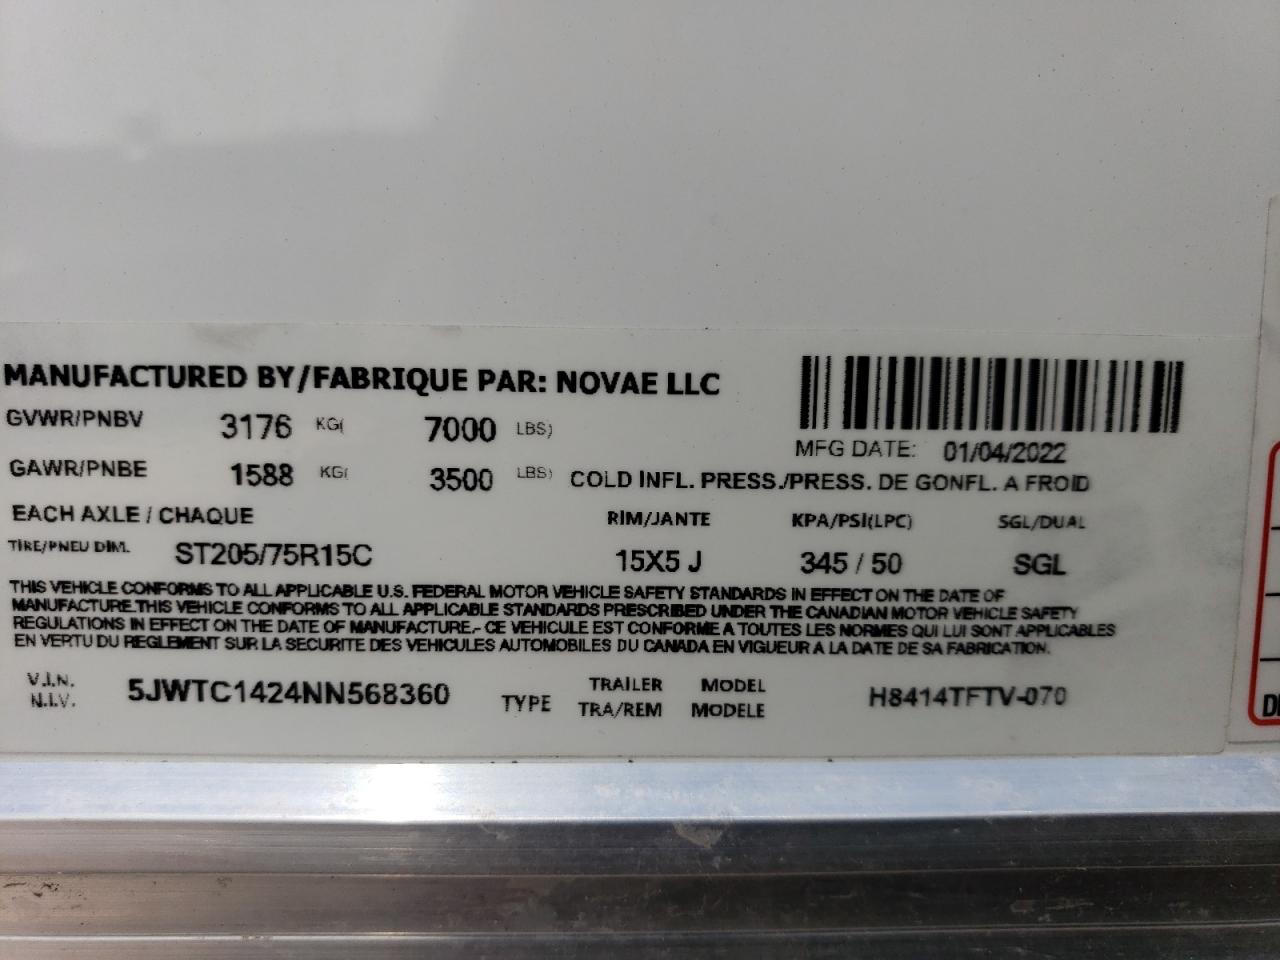 MANUFACTURED BY/FABRIQUE PAR: NOVAE LLC
GVWR/PNBV 3176 KG( 7000 LBS)
MFG DATE: 01/04/2022
GAWR/PNBE 1588 KG( 3500 LBS) COLD INFL. PRESS./PRESS. DE GONFL. A FROID
EACH AXLE / CHAQUE RIM/JANTE KPA/PSI(LPC) SGL/DUAL
TIRE/PNEU DIM. ST205/75R15C 15X5 J 345 / 50 SGL
THIS VEHICLE CONFORMS TO ALL APPLICABLE U.S. FEDERAL MOTOR VEHICLE SAFETY STANDARDS IN EFFECT ON THE DATE OF
MANUFACTURE.THIS VEHICLE CONFORMS TO ALL APPLICABLE STANDARDS PRESCRIBED UNDER THE CANADIAN MOTOR VEHICLE SAFETY
REGULATIONS IN EFFECT ON THE DATE OF MANUFACTURE.- CE VEHICULE EST CONFORME A TOUTES LES NORMES QUI LUI SONT APPLICABLES
EN VERTU DU REGLEMENT SUR LA SECURITE DES VEHICULES AUTOMOBILES DU CANADA EN VIGUEUR A LA DATE DE SA FABRICATION.
V.I.N. N.I.V. 5JWTC1424NN568360 TYPE TRAILER TRA/REM MODEL MODELE H8414TFTV-070